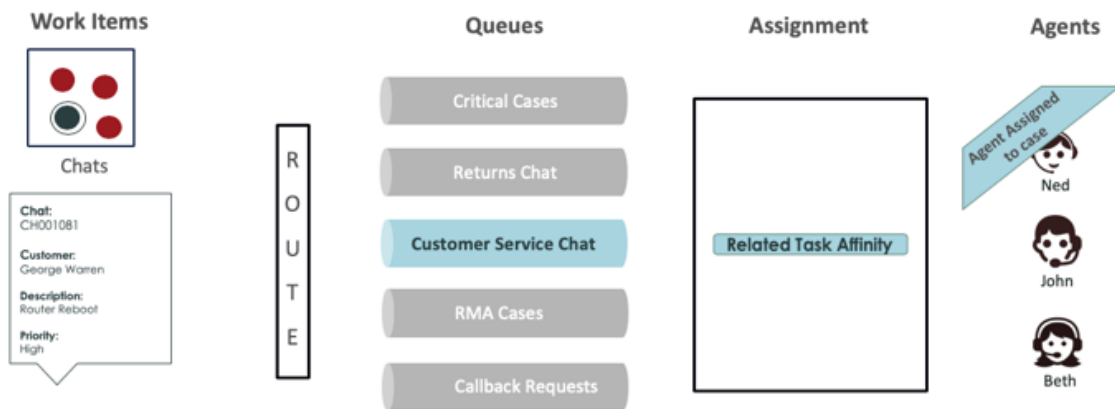 Work Items
Queues
Assignment
Agents
Chats
Chat:
CH001081
Customer:
George Warren
Description:
Router Reboot
Priority:
High
R
O
U
T
E
Critical Cases
Returns Chat
Customer Service Chat
RMA Cases
Callback Requests
Related Task Affinity
Agent Assigned
to case
Ned
John
Beth